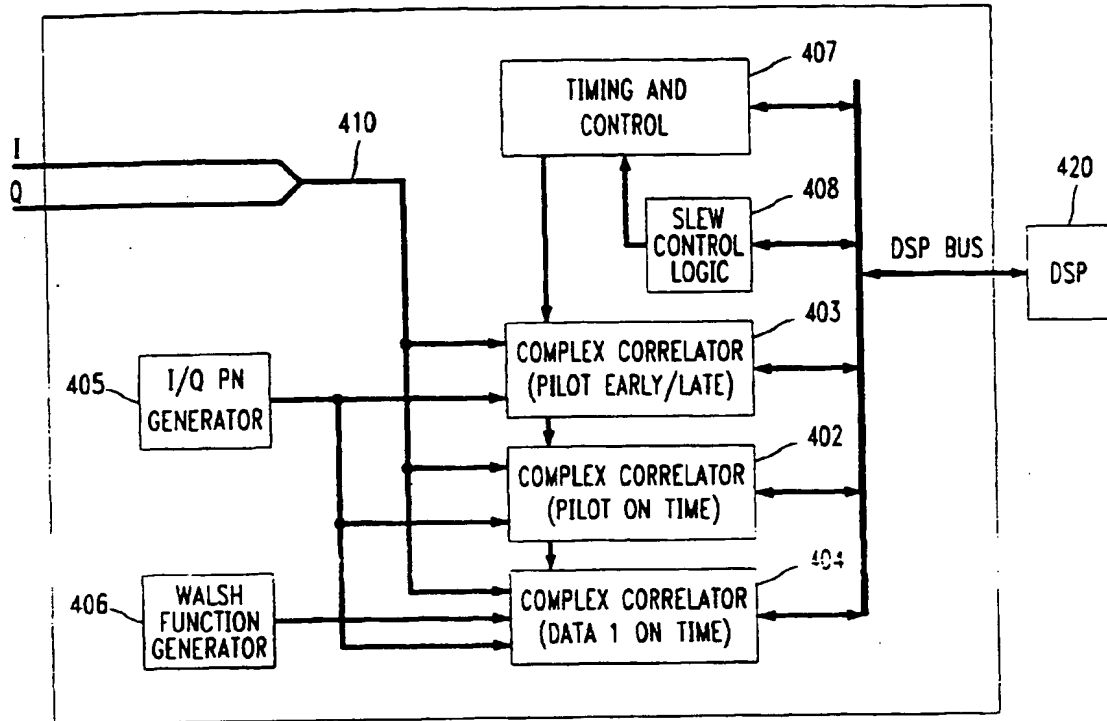 407
TIMING AND
CONTROL
410
I
Q
408
SLEW
CONTROL
LOGIC
420
DSP BUS
DSP
403
COMPLEX CORRELATOR
(PILOT EARLY/LATE)
405
I/Q PN
GENERATOR
402
COMPLEX CORRELATOR
(PILOT ON TIME)
404
COMPLEX CORRELATOR
(DATA 1 ON TIME)
406
WALSH
FUNCTION
GENERATOR